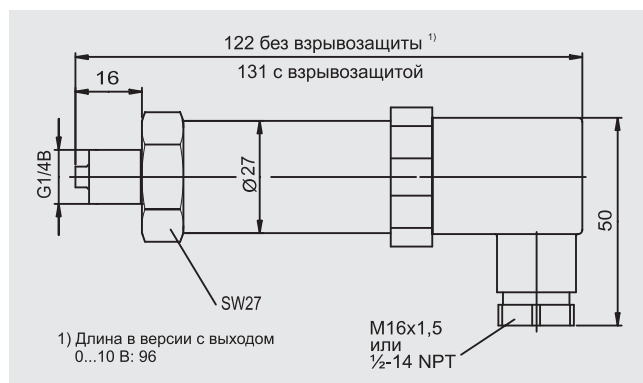 122 без взрывозащиты 1)
131 с взрывозащитой
16
G1/4B
Ø27
50
SW27
1) Длина в версии с выходом
0...10 В: 96
M16x1,5
или
½-14 NPT